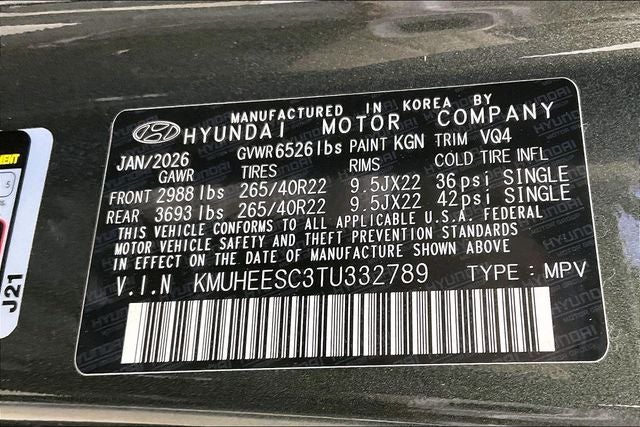 MANUFACTURED IN KOREA BY
HYUNDAI MOTOR COMPANY
JAN/2026 GVWR 6526lbs PAINT KGN TRIM VQ4
GAWR TIRES RIMS: COLD TIRE INFL
FRONT 2988 lbs 265/40R22 9.5JX22 36psi SINGLE
REAR 3693 lbs 265/40R22 9.5JX22 42psi SINGLE
THIS VEHICLE CONFORMS TO ALL APPLICABLE U.S.A. FEDERAL
MOTOR VEHICLE SAFETY AND THEFT PREVENTION STANDARDS
IN EFFECT ON THE DATE OF MANUFACTURE SHOWN ABOVE.
V.I.N KMUHEESC3TU332789 TYPE : MPV
J21